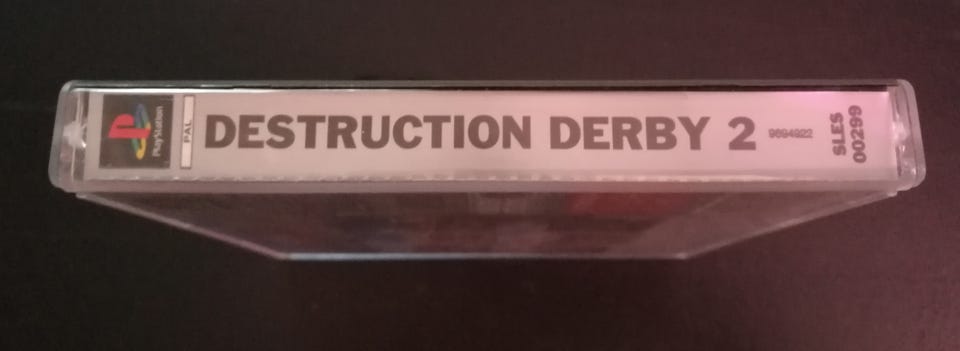 PlayStation
PAL
DESTRUCTION DERBY 2
9694922
SLES
00299